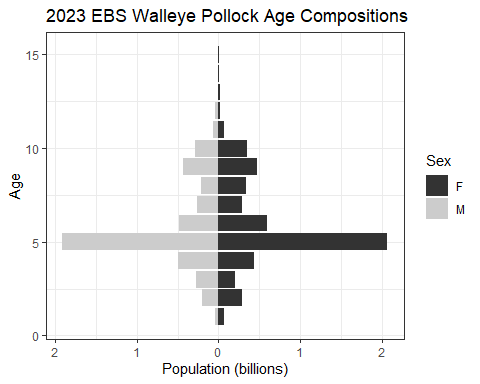 2023 EBS Walleye Pollock Age Compositions
15
10
5
0
Age
2 1 0 1 2
Population (billions)
Sex
F
M